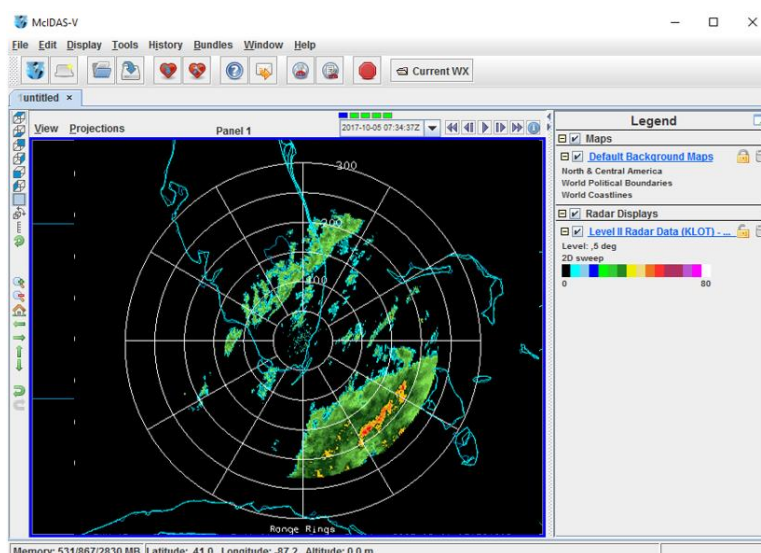 McIDAS-V
File Edit Display Tools History Bundles Window Help
Current WX
untitled ×
View Projections
Panel 1
2017-10-05 07:34:37Z
300
200
100
Range Rings
Legend
Maps
Default Background Maps
North & Central America
World Political Boundaries
World Coastlines
Radar Displays
Level II Radar Data (KLOT) - ...
Level: ,5 deg
2D sweep
0 80
Memory: 531/867/2830 MB Latitude: 41.0 Longitude: -87.2 Altitude: 0.0 m